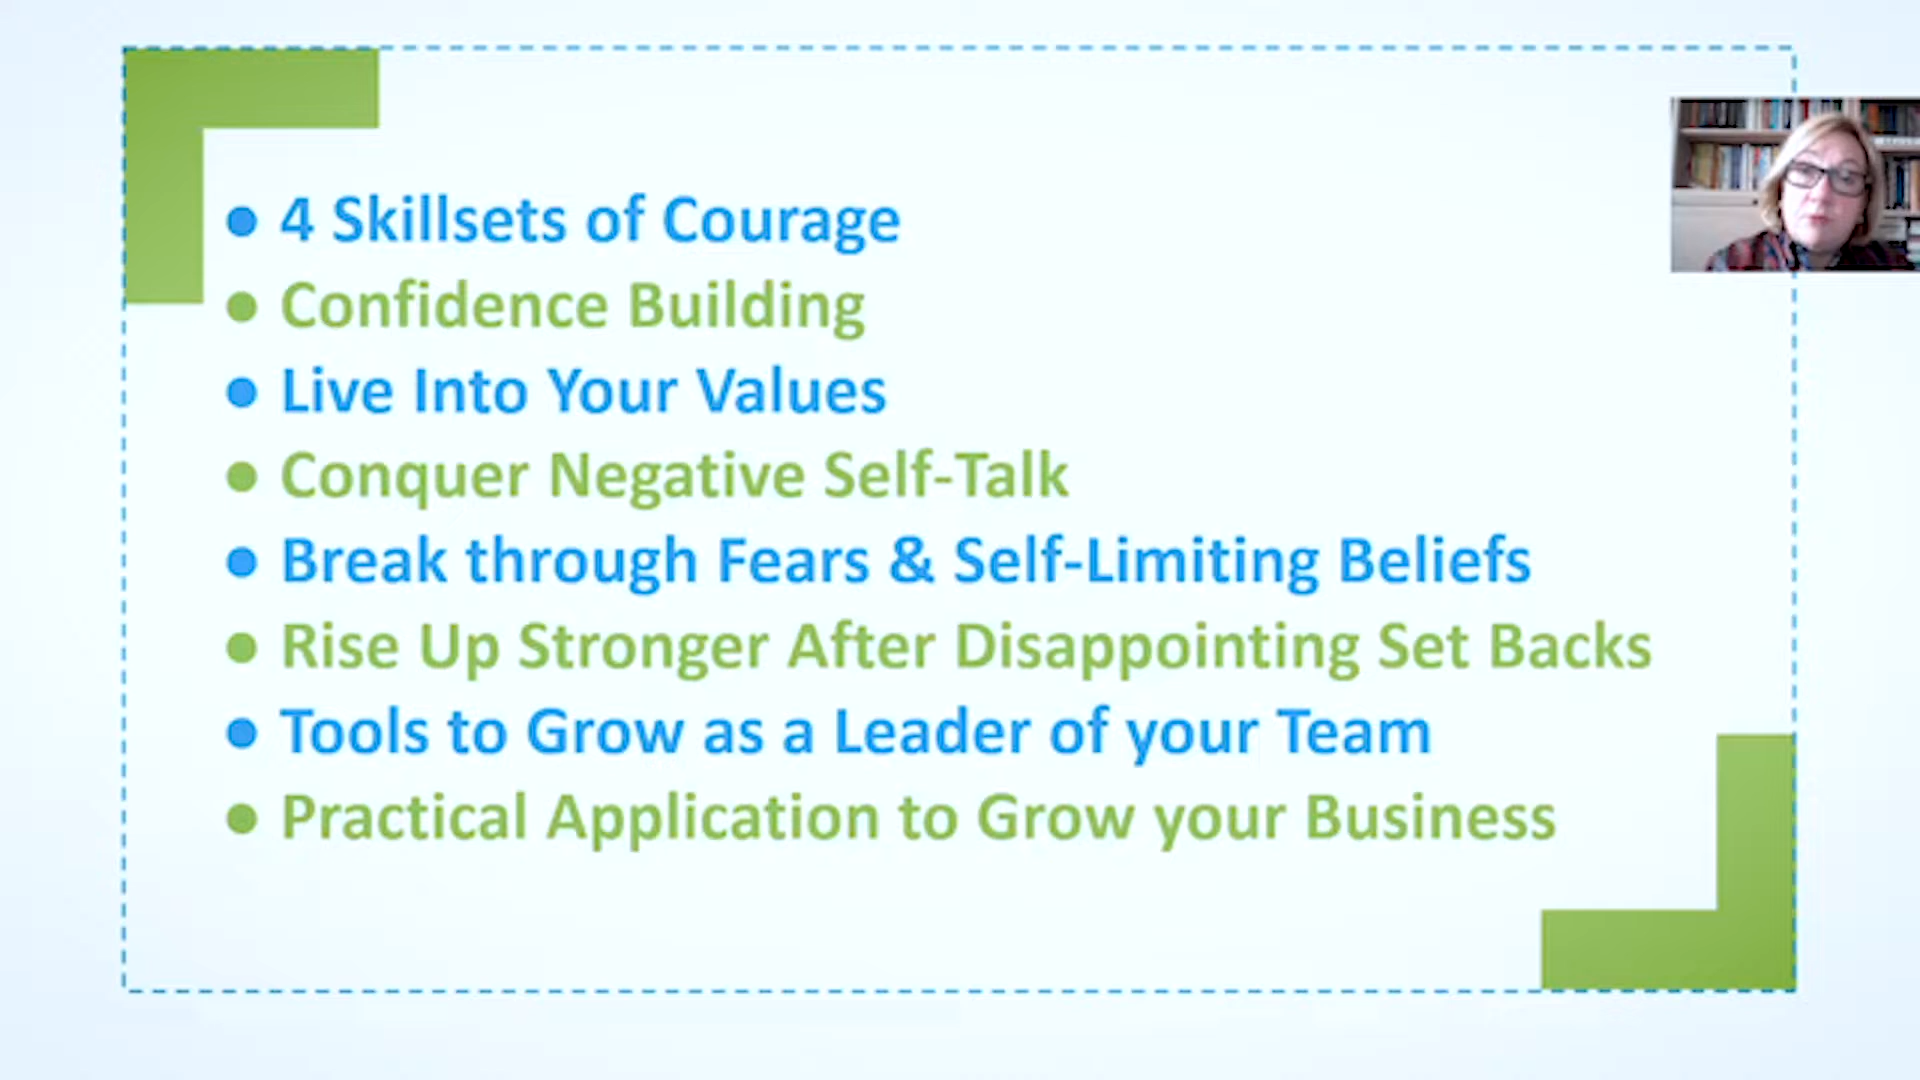 • 4 Skillsets of Courage
• Confidence Building
• Live Into Your Values
• Conquer Negative Self-Talk
• Break through Fears & Self-Limiting Beliefs
• Rise Up Stronger After Disappointing Set Backs
• Tools to Grow as a Leader of your Team
• Practical Application to Grow your Business